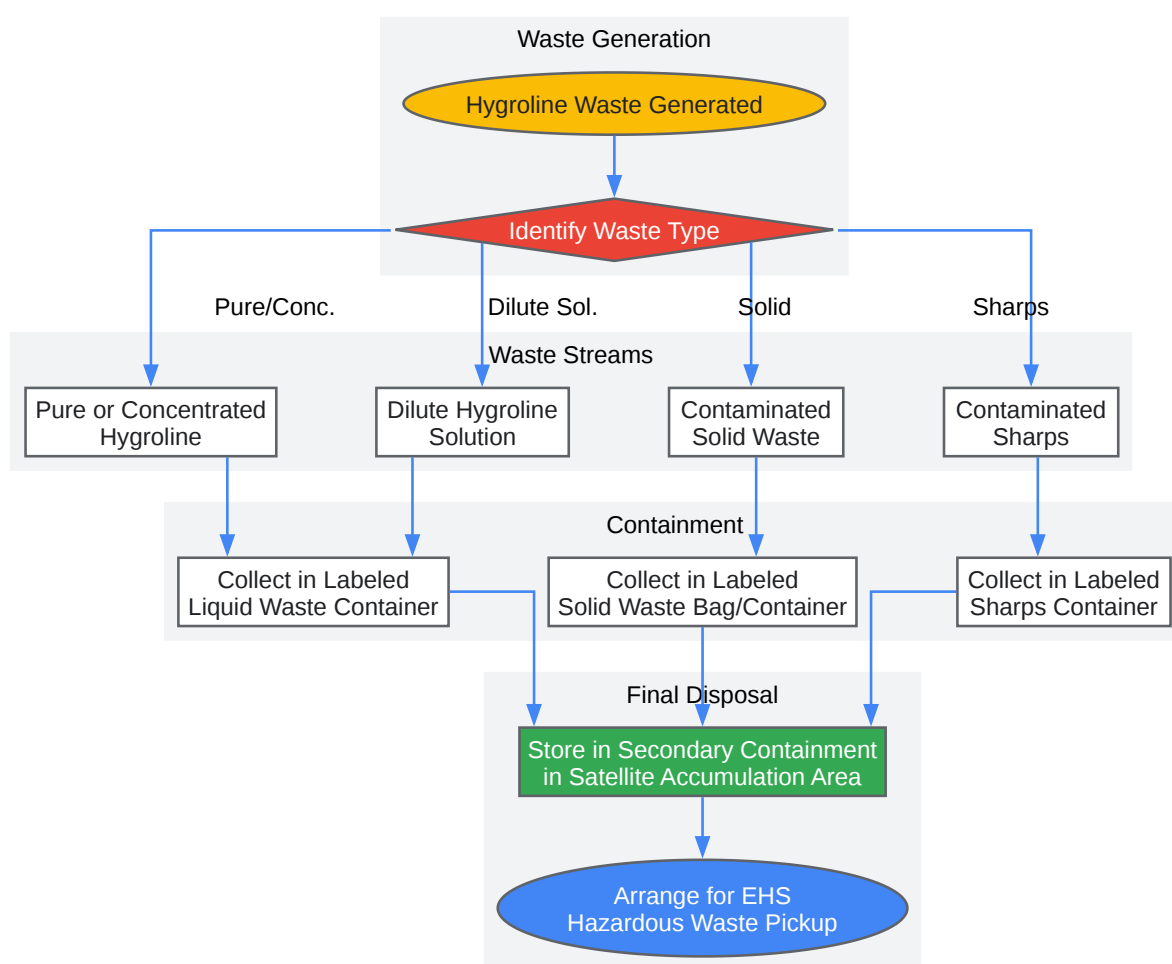 Waste Generation
Hygroline Waste Generated
Identify Waste Type
Pure/Conc.
Dilute Sol.
Solid
Sharps
Waste Streams
Pure or Concentrated
Hygroline
Dilute Hygroline
Solution
Contaminated
Solid Waste
Contaminated
Sharps
Containment
Collect in Labeled
Liquid Waste Container
Collect in Labeled
Solid Waste Bag/Container
Collect in Labeled
Sharps Container
Final Disposal
Store in Secondary Containment
in Satellite Accumulation Area
Arrange for EHS
Hazardous Waste Pickup